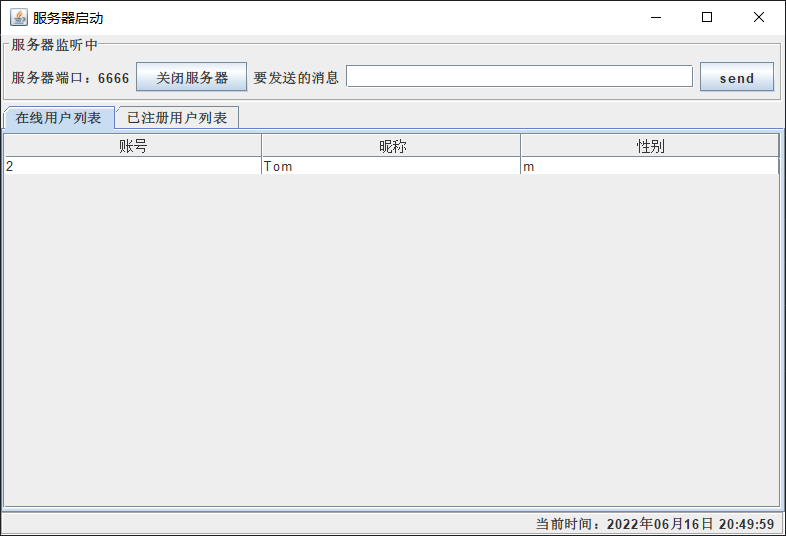 服务器启动
服务器监听中
服务器端口：6666 关闭服务器 要发送的消息 send
在线用户列表 已注册用户列表
账号 昵称 性别
2 Tom m
当前时间：2022年06月16日 20:49:59